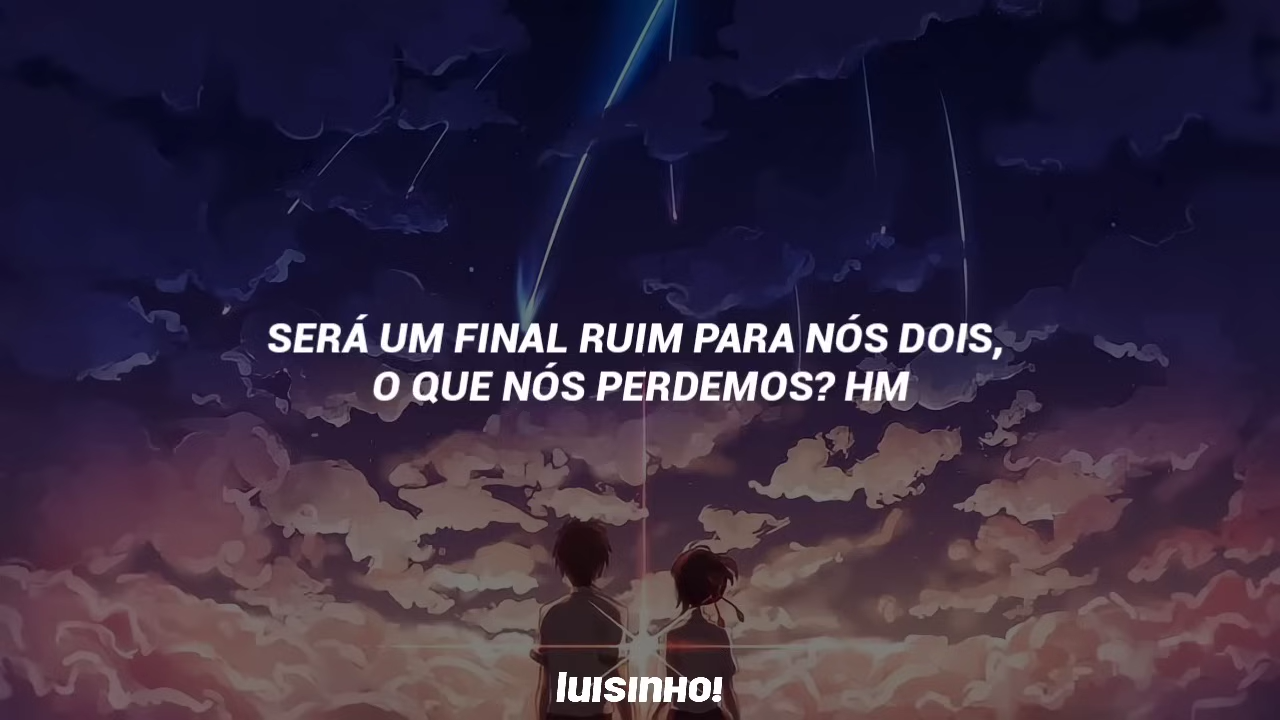 SERÁ UM FINAL RUIM PARA NÓS DOIS,
O QUE NÓS PERDEMOS? HM
luisinho!